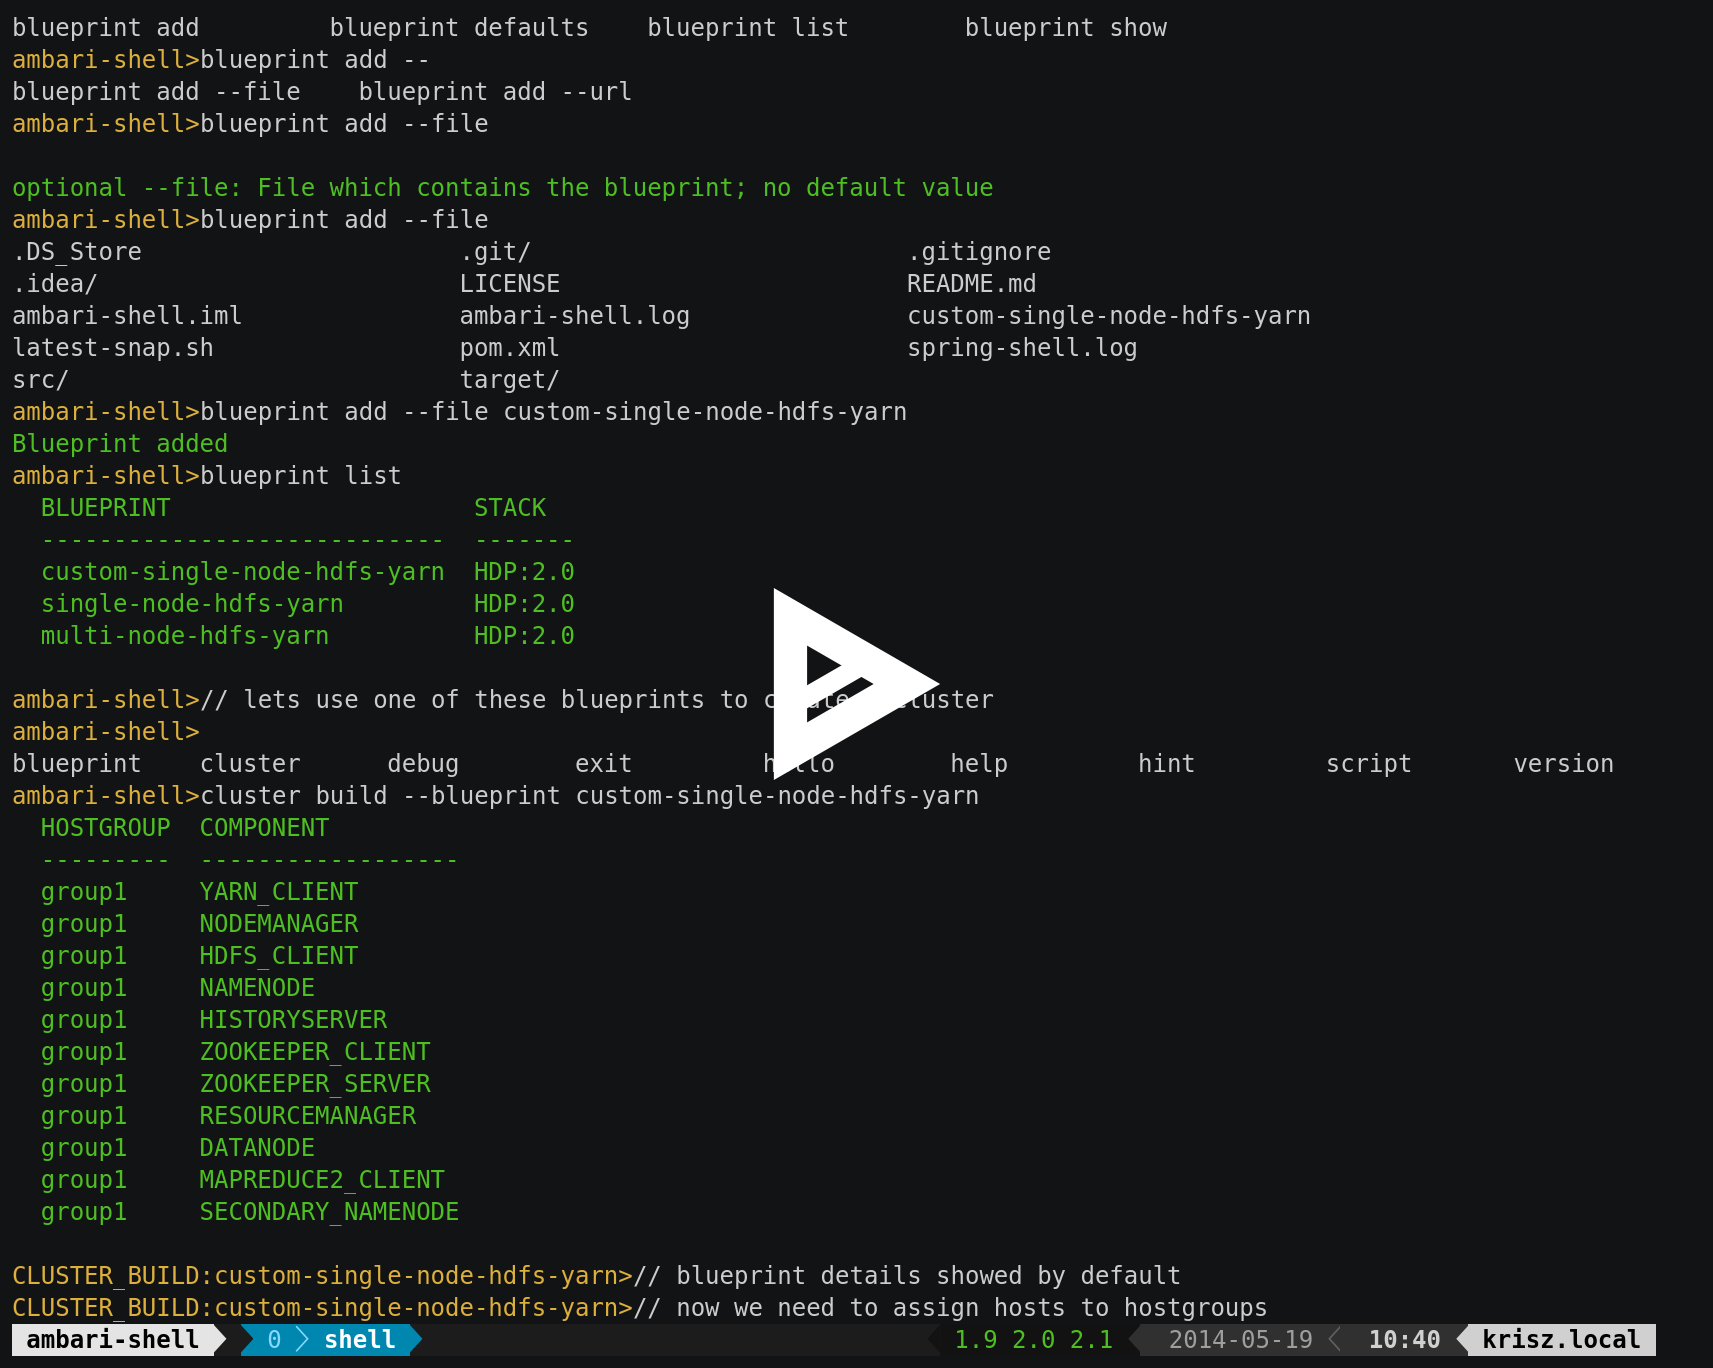 blueprint add         blueprint defaults    blueprint list        blueprint show
ambari-shell>blueprint add --
blueprint add --file    blueprint add --url
ambari-shell>blueprint add --file
optional --file: File which contains the blueprint; no default value
ambari-shell>blueprint add --file
.DS_Store                      .git/                          .gitignore
.idea/                         LICENSE                        README.md
ambari-shell.iml               ambari-shell.log               custom-single-node-hdfs-yarn
latest-snap.sh                 pom.xml                        spring-shell.log
src/                           target/
ambari-shell>blueprint add --file custom-single-node-hdfs-yarn
Blueprint added
ambari-shell>blueprint list
  BLUEPRINT                     STACK
  ----------------------------  -------
  custom-single-node-hdfs-yarn  HDP:2.0
  single-node-hdfs-yarn         HDP:2.0
  multi-node-hdfs-yarn          HDP:2.0
ambari-shell>// lets use one of these blueprints to cluster
ambari-shell>
blueprint    cluster      debug        exit         help         hint         script       version
ambari-shell>cluster build --blueprint custom-single-node-hdfs-yarn
  HOSTGROUP  COMPONENT
  ---------  ------------------
  group1     YARN_CLIENT
  group1     NODEMANAGER
  group1     HDFS_CLIENT
  group1     NAMENODE
  group1     HISTORYSERVER
  group1     ZOOKEEPER_CLIENT
  group1     ZOOKEEPER_SERVER
  group1     RESOURCEMANAGER
  group1     DATANODE
  group1     MAPREDUCE2_CLIENT
  group1     SECONDARY_NAMENODE
CLUSTER_BUILD:custom-single-node-hdfs-yarn>// blueprint details showed by default
CLUSTER_BUILD:custom-single-node-hdfs-yarn>// now we need to assign hosts to hostgroups
ambari-shell 0 shell 1.9 2.0 2.1 2014-05-19 10:40 krisz.local